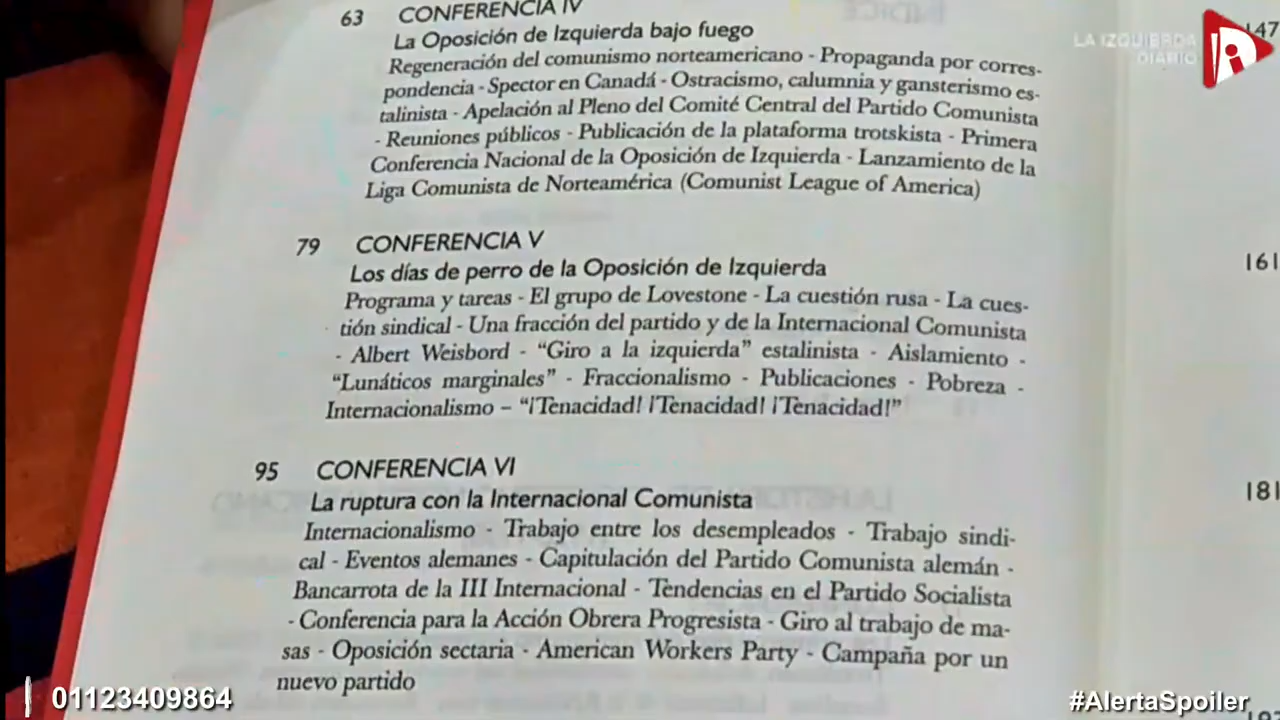 63 CONFERENCIA IV
La Oposición de Izquierda bajo fuego
Regeneración del comunismo norteamericano - Propaganda por corres-
pondencia - Spector en Canadá - Ostracismo, calumnia y gansterismo es-
talinista - Apelación al Pleno del Comité Central del Partido Comunista
- Reuniones públicos - Publicación de la plataforma trotskista - Primera
Conferencia Nacional de la Oposición de Izquierda - Lanzamiento de la
Liga Comunista de Norteamérica (Comunist League of America)
79 CONFERENCIA V
Los días de perro de la Oposición de Izquierda
Programa y tareas - El grupo de Lovestone - La cuestión rusa - La cues-
tión sindical - Una fracción del partido y de la Internacional Comunista
- Albert Weisbord - “Giro a la izquierda” estalinista - Aislamiento -
“Lunáticos marginales” - Fraccionalismo - Publicaciones - Pobreza -
Internacionalismo – “¡Tenacidad! ¡Tenacidad! ¡Tenacidad!”
95 CONFERENCIA VI
La ruptura con la Internacional Comunista
Internacionalismo - Trabajo entre los desempleados - Trabajo sindi-
cal - Eventos alemanes - Capitulación del Partido Comunista alemán -
Bancarrota de la III Internacional - Tendencias en el Partido Socialista
- Conferencia para la Acción Obrera Progresista - Giro al trabajo de ma-
sas - Oposición sectaria - American Workers Party - Campaña por un
nuevo partido
147
161
181
LA IZQUIERDA
DIARIO
01123409864
#AlertaSpoiler